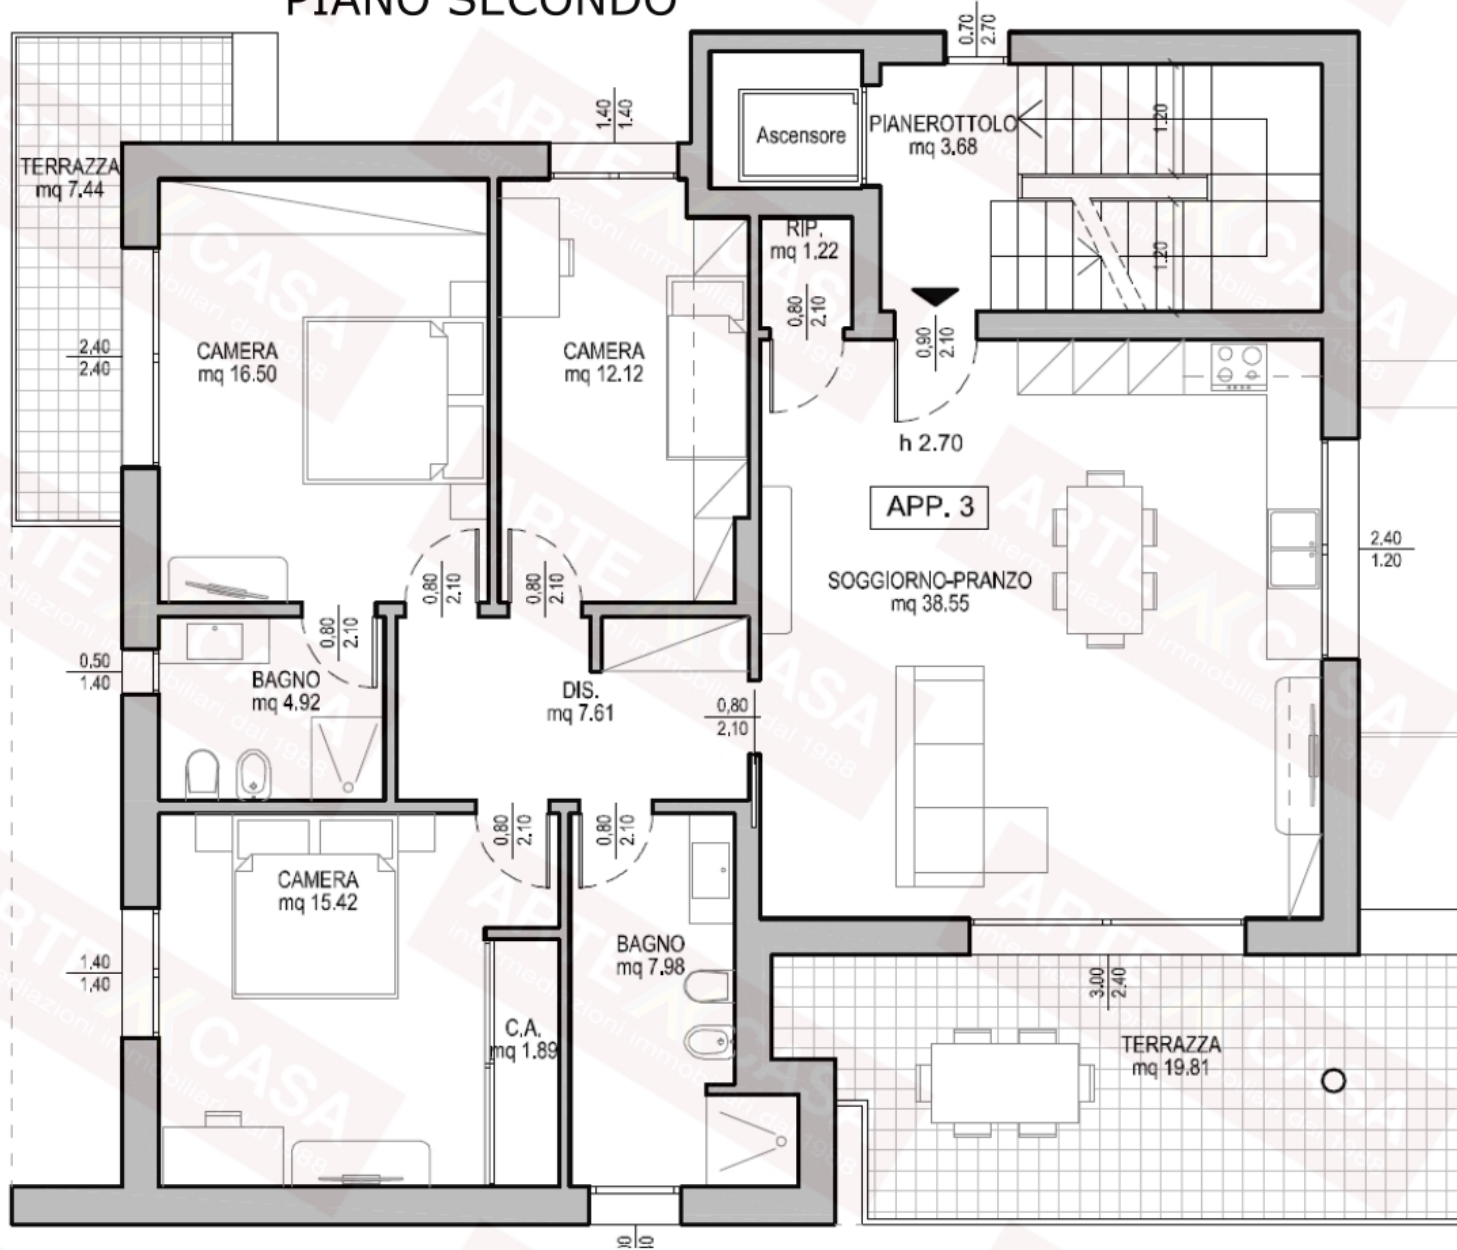 PIANO SECONDO
0.70
2.70
1.40
1.40
Ascensore
PIANEROTTOLO
mq 3.68
1.20
TERRAZZA
mq 7.44
RIP.
mq 1,22
1.20
0,80
2.10
0,90
2.10
2,40
2,40
CAMERA
mq 16.50
CAMERA
mq 12.12
h 2.70
APP. 3
2.40
1.20
SOGGIORNO-PRANZO
mq 38.55
0,80
2.10
0,80
2.10
0,80
2.10
0,50
1.40
BAGNO
mq 4.92
DIS.
mq 7.61
0,80
2,10
0,80
2.10
0,80
2.10
CAMERA
mq 15.42
BAGNO
mq 7.98
1,40
1,40
C.A.
mq 1.89
3.00
2.40
TERRAZZA
mq 19.81
ARTE CASA
intermediazioni immobiliari dal 1988